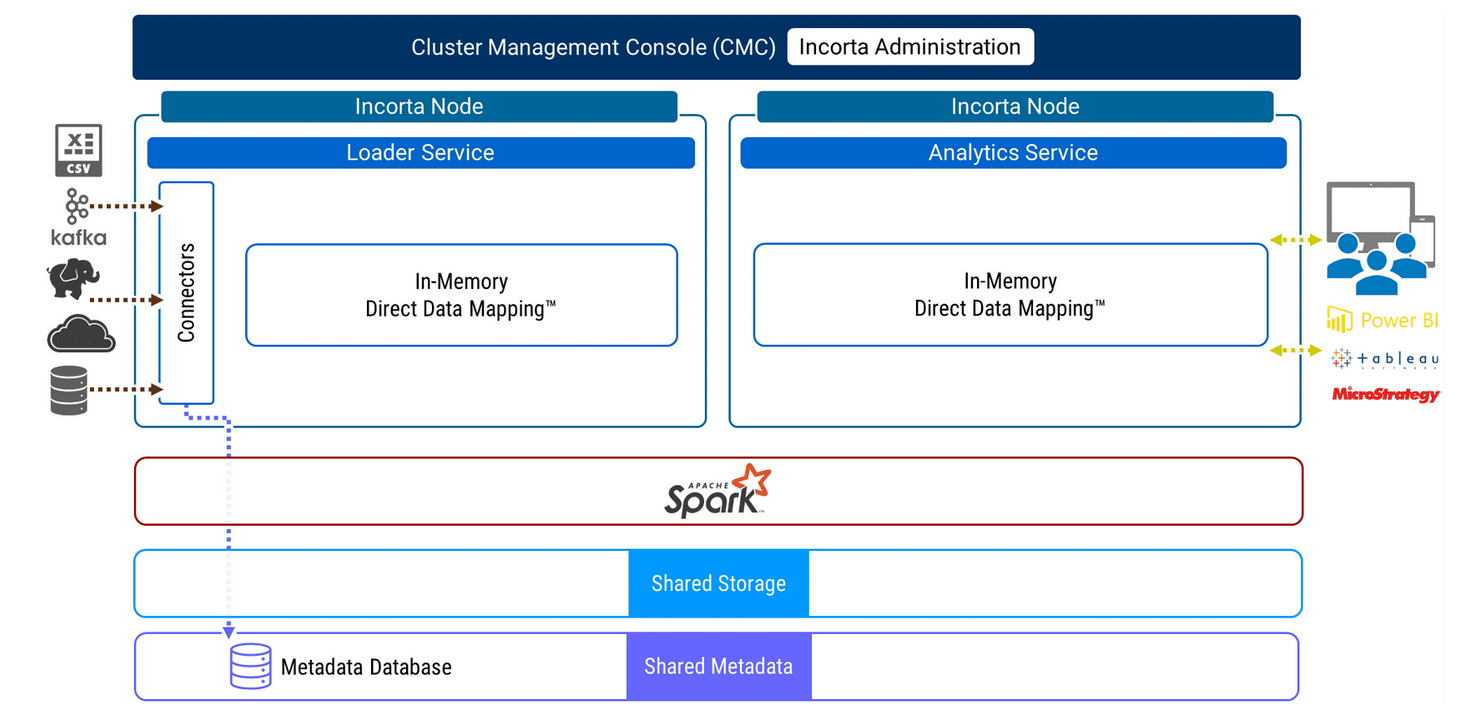 Cluster Management Console (CMC) Incorta Administration
Incorta Node
Incorta Node
Loader Service
Analytics Service
X
CSV
kafka
Connectors
In-Memory
Direct Data Mapping™
In-Memory
Direct Data Mapping™
Power BI
+ableau
MicroStrategy
APACHE
Spark™
Shared Storage
Metadata Database
Shared Metadata